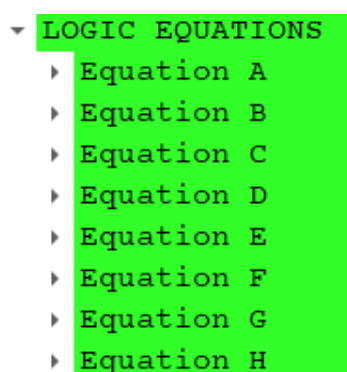 LOGIC EQUATIONS
Equation A
Equation B
Equation C
Equation D
Equation E
Equation F
Equation G
Equation H